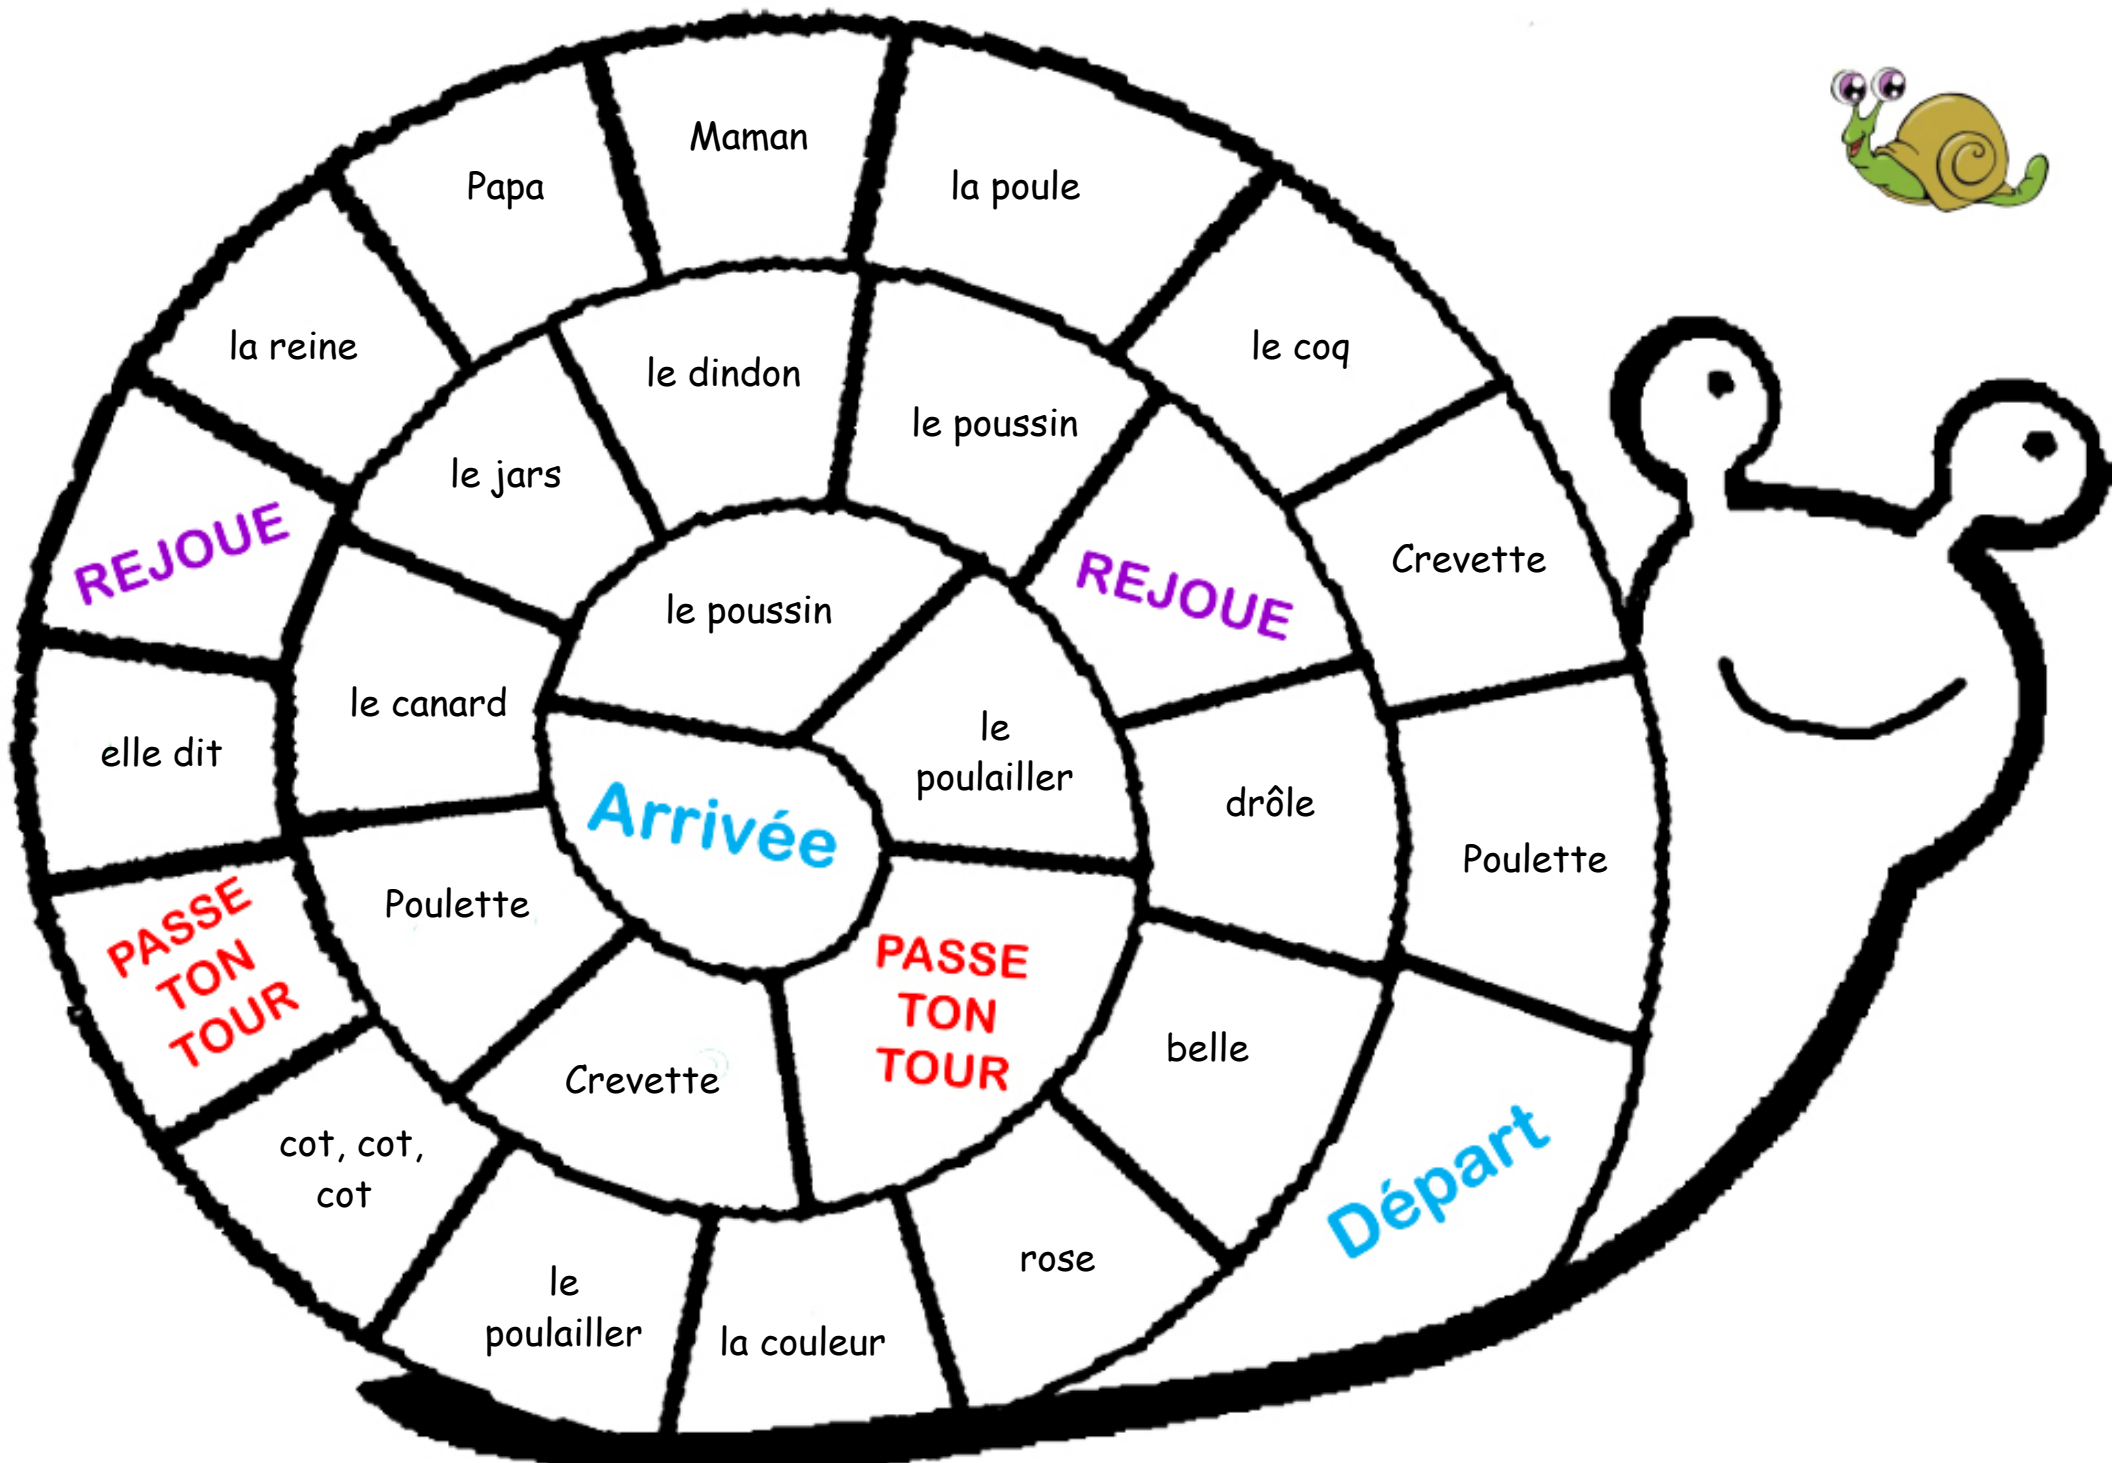 Départ
Poulette
Crevette
le coq
la poule
Maman
Papa
la reine
REJOUE
elle dit
PASSE
TON
TOUR
cot, cot,
cot
le
poulailler
la couleur
rose
belle
drôle
REJOUE
le poussin
le dindon
le jars
le canard
Poulette
Crevette
PASSE
TON
TOUR
le
poulailler
le poussin
Arrivée